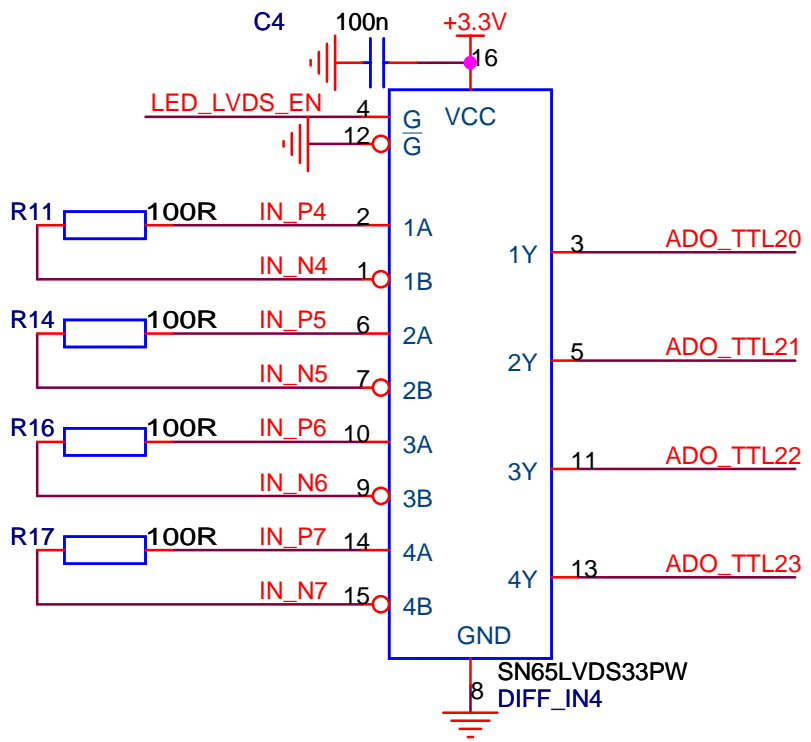 C4 100n +3.3V
16
LED_LVDS_EN 4 G VCC
12 G
R11 100R IN_P4 2 1A
1Y 3 ADO_TTL20
IN_N4 1 1B
R14 100R IN_P5 6 2A
2Y 5 ADO_TTL21
IN_N5 7 2B
R16 100R IN_P6 10 3A
3Y 11 ADO_TTL22
IN_N6 9 3B
R17 100R IN_P7 14 4A
4Y 13 ADO_TTL23
IN_N7 15 4B
GND
SN65LVDS33PW
8 DIFF_IN4